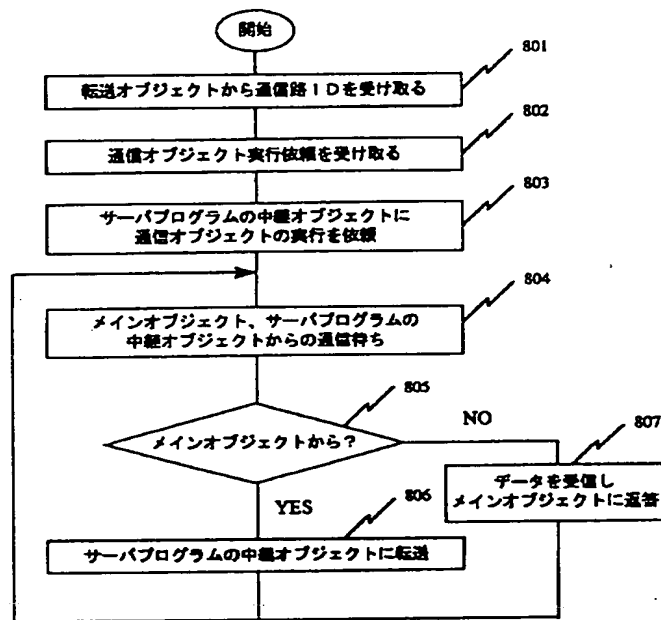 開始
801
転送オブジェクトから通信路IDを受け取る
802
通信オブジェクト実行依頼を受け取る
803
サーバプログラムの中継オブジェクトに
通信オブジェクトの実行を依頼
804
メインオブジェクト、サーバプログラムの
中継オブジェクトからの通信待ち
805
メインオブジェクトから？
NO
807
データを受信し
メインオブジェクトに返答
YES
806
サーバプログラムの中継オブジェクトに転送